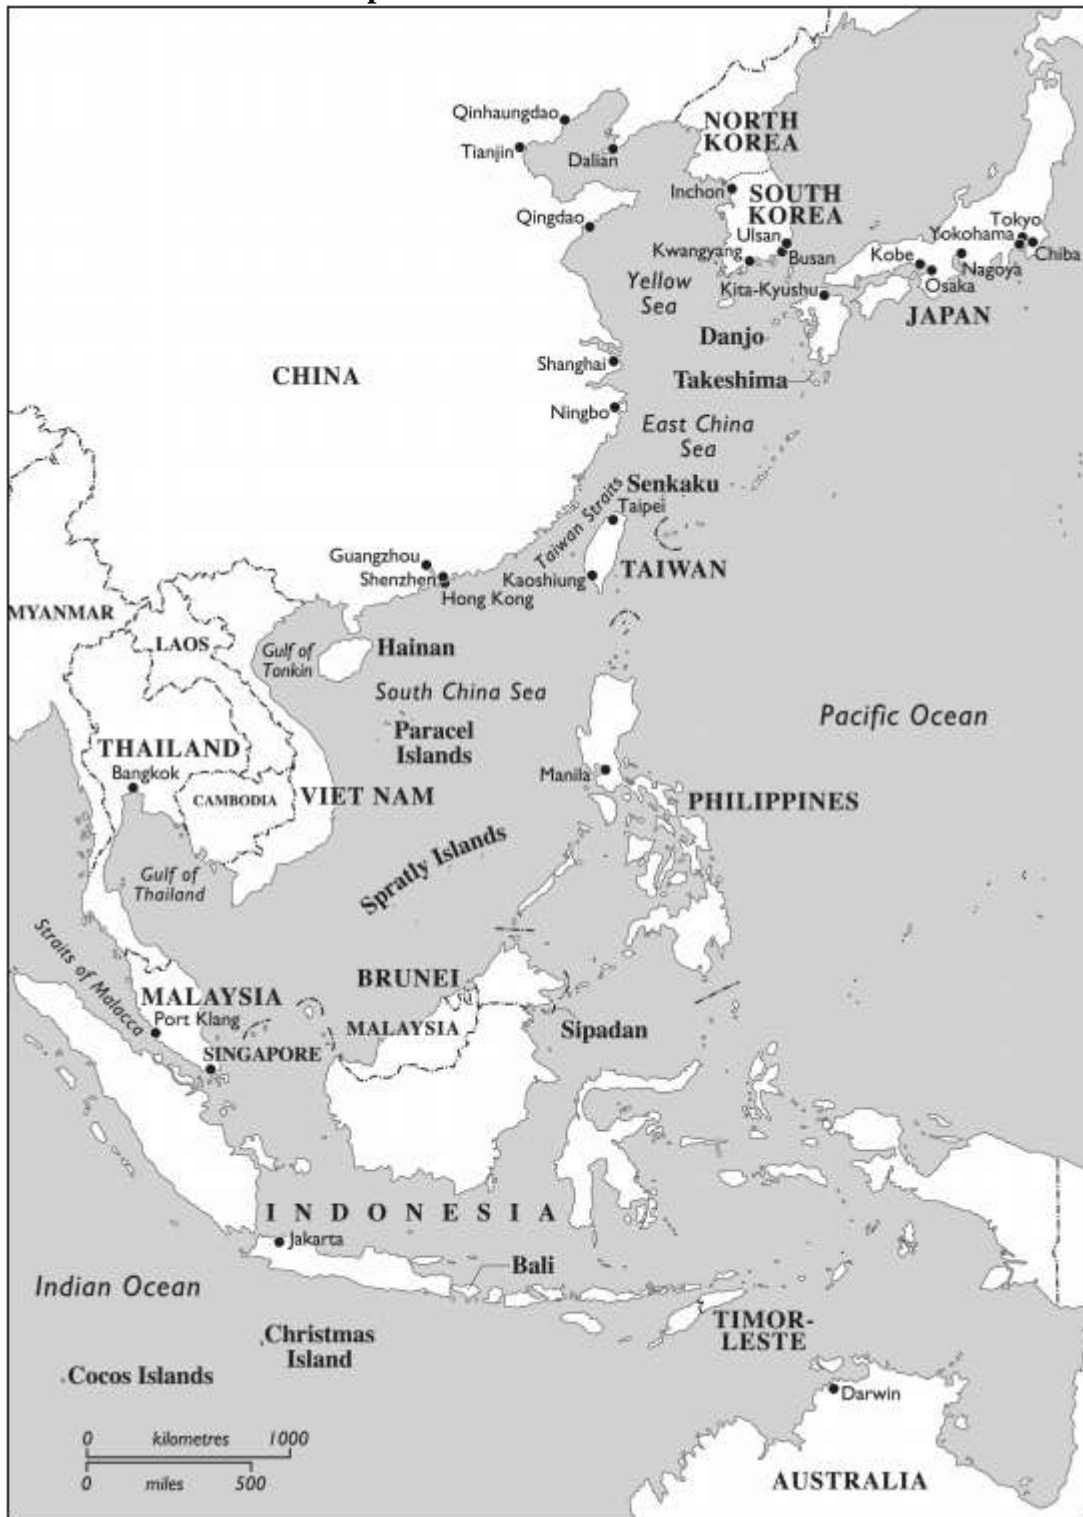 Qinhaungdao
Tianjin
Dalian
NORTH
KOREA
Inchon
SOUTH
KOREA
Qingdao
Ulsan
Kwangyang
Busan
Yellow
Sea
Kita-Kyushu
Tokyo
Yokohama
Chiba
Kobe
Nagoya
Osaka
JAPAN
Danjo
Shanghai
CHINA
Takeshima
Ningbo
East China
Sea
Senkaku
Taiwan Straits
Taipei
Guangzhou
Shenzhen
Hong Kong
Kaoshiung
TAIWAN
MYANMAR
LAOS
Gulf of
Tonkin
Hainan
South China Sea
Paracel
Islands
Pacific Ocean
THAILAND
Bangkok
CAMBODIA
VIET NAM
Manila
PHILIPPINES
Gulf of
Thailand
Spratly Islands
Straits of Malacca
MALAYSIA
Port Klang
SINGAPORE
BRUNEI
MALAYSIA
Sipadan
INDONESIA
Jakarta
Bali
Indian Ocean
Christmas
Island
Cocos Islands
TIMOR-
LESTE
Darwin
0 kilometres 1000
0 miles 500
AUSTRALIA